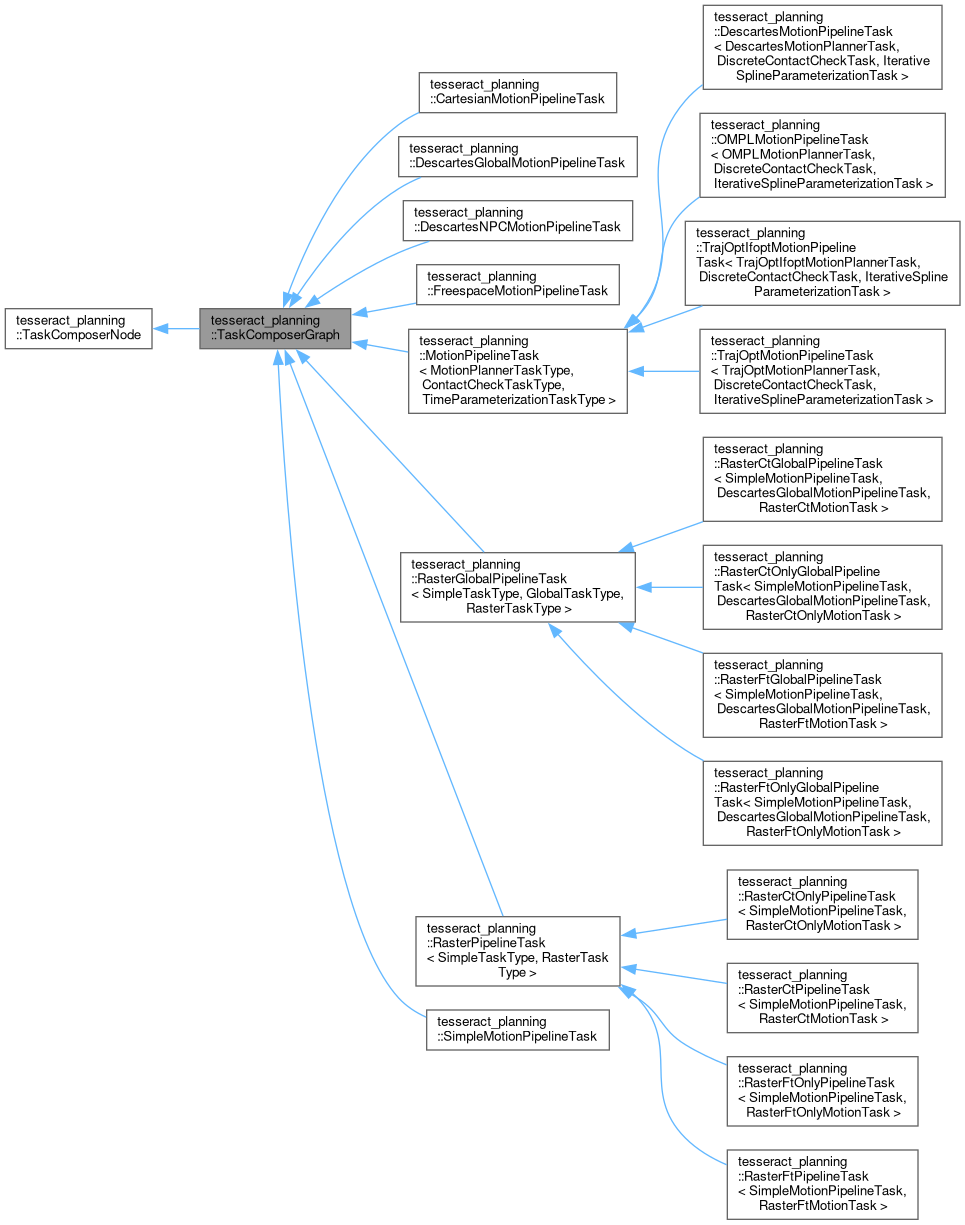 tesseract_planning
::TaskComposerNode
tesseract_planning
::TaskComposerGraph
tesseract_planning
::CartesianMotionPipelineTask
tesseract_planning
::DescartesGlobalMotionPipelineTask
tesseract_planning
::DescartesNPCMotionPipelineTask
tesseract_planning
::FreespaceMotionPipelineTask
tesseract_planning
::MotionPipelineTask
< MotionPlannerTaskType,
ContactCheckTaskType,
TimeParameterizationTaskType >
tesseract_planning
::RasterGlobalPipelineTask
< SimpleTaskType, GlobalTaskType,
RasterTaskType >
tesseract_planning
::RasterPipelineTask
< SimpleTaskType, RasterTask
Type >
tesseract_planning
::SimpleMotionPipelineTask
tesseract_planning
::DescartesMotionPipelineTask
< DescartesMotionPlannerTask,
DiscreteContactCheckTask, Iterative
SplineParameterizationTask >
tesseract_planning
::OMPLMotionPipelineTask
< OMPLMotionPlannerTask,
DiscreteContactCheckTask,
IterativeSplineParameterizationTask >
tesseract_planning
::TrajOptIfoptMotionPipeline
Task< TrajOptIfoptMotionPlannerTask,
DiscreteContactCheckTask, IterativeSpline
ParameterizationTask >
tesseract_planning
::TrajOptMotionPipelineTask
< TrajOptMotionPlannerTask,
DiscreteContactCheckTask,
IterativeSplineParameterizationTask >
tesseract_planning
::RasterCtGlobalPipelineTask
< SimpleMotionPipelineTask,
DescartesGlobalMotionPipelineTask,
RasterCtMotionTask >
tesseract_planning
::RasterCtOnlyGlobalPipeline
Task< SimpleMotionPipelineTask,
DescartesGlobalMotionPipelineTask,
RasterCtOnlyMotionTask >
tesseract_planning
::RasterFtGlobalPipelineTask
< SimpleMotionPipelineTask,
DescartesGlobalMotionPipelineTask,
RasterFtMotionTask >
tesseract_planning
::RasterFtOnlyGlobalPipeline
Task< SimpleMotionPipelineTask,
DescartesGlobalMotionPipelineTask,
RasterFtOnlyMotionTask >
tesseract_planning
::RasterCtOnlyPipelineTask
< SimpleMotionPipelineTask,
RasterCtOnlyMotionTask >
tesseract_planning
::RasterCtPipelineTask
< SimpleMotionPipelineTask,
RasterCtMotionTask >
tesseract_planning
::RasterFtOnlyPipelineTask
< SimpleMotionPipelineTask,
RasterFtOnlyMotionTask >
tesseract_planning
::RasterFtPipelineTask
< SimpleMotionPipelineTask,
RasterFtMotionTask >